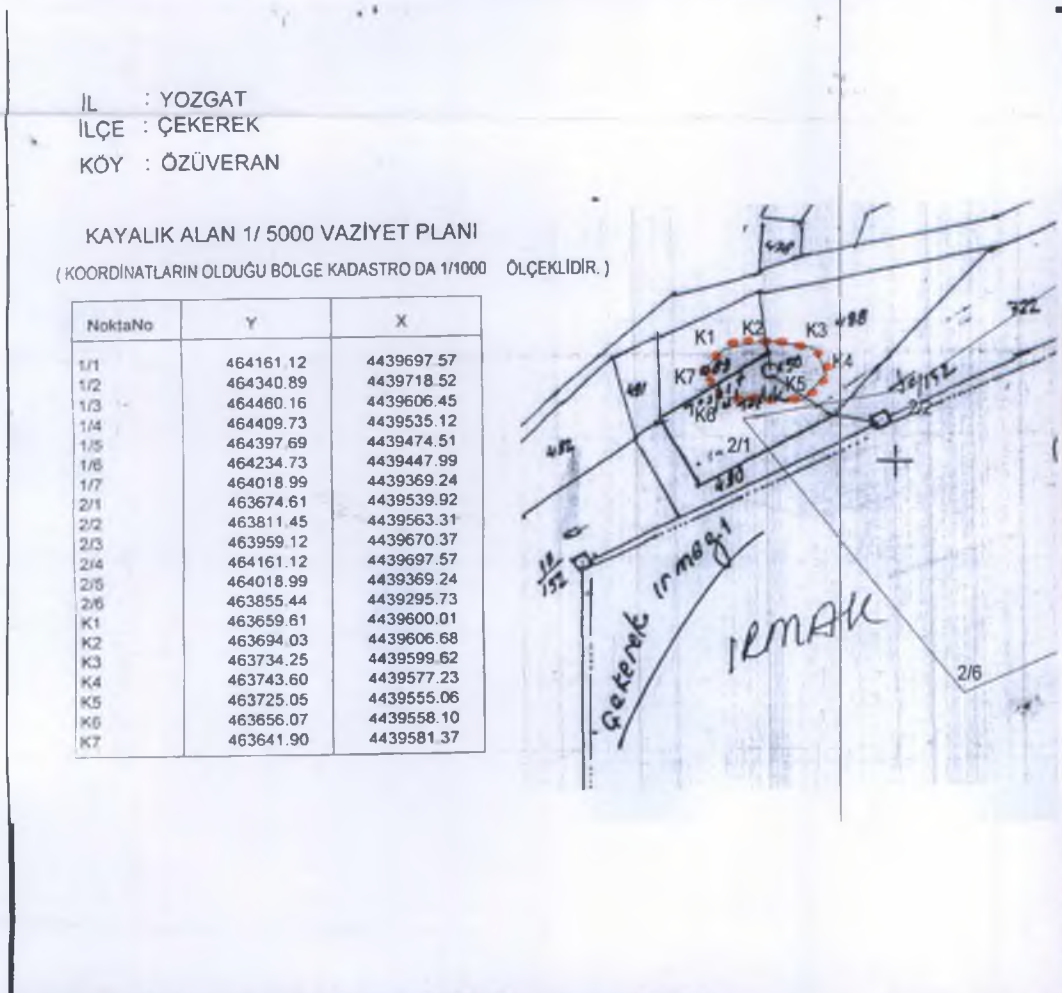 İL : YOZGAT
İLÇE : ÇEKEREK
KÖY : ÖZÜVERAN
KAYALIK ALAN 1/ 5000 VAZİYET PLANI
( KOORDİNATLARIN OLDUĞU BÖLGE KADASTRO DA 1/1000 ÖLÇEKLİDİR. )
NoktaNo Y X
1/1 464161.12 4439697.57
1/2 464340.89 4439718.52
1/3 464460.16 4439606.45
1/4 464409.73 4439535.12
1/5 464397.69 4439474.51
1/6 464234.73 4439447.99
1/7 464018.99 4439369.24
2/1 463674.61 4439539.92
2/2 463811.45 4439563.31
2/3 463959.12 4439670.37
2/4 464161.12 4439697.57
2/5 464018.99 4439369.24
2/6 463855.44 4439295.73
K1 463659.61 4439600.01
K2 463694.03 4439606.68
K3 463734.25 4439599.62
K4 463743.60 4439577.23
K5 463725.05 4439555.06
K6 463656.07 4439558.10
K7 463641.90 4439581.37
K1 K2 K3 488
322
K4
K7
K5
K6
491
2/2
482
2/1
490
Çekerek ırmağı
IRMAK
2/6